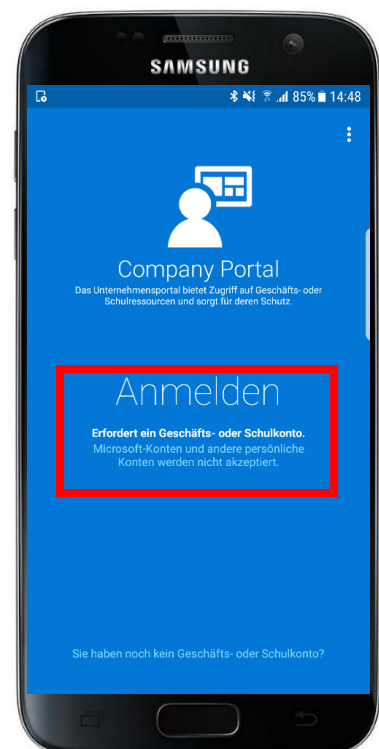 SAMSUNG
85% 14:48
Company Portal
Das Unternehmensportal bietet Zugriff auf Geschäfts- oder
Schulressourcen und sorgt für deren Schutz.
Anmelden
Erfordert ein Geschäfts- oder Schulkonto.
Microsoft-Konten und andere persönliche
Konten werden nicht akzeptiert.
Sie haben noch kein Geschäfts- oder Schulkonto?